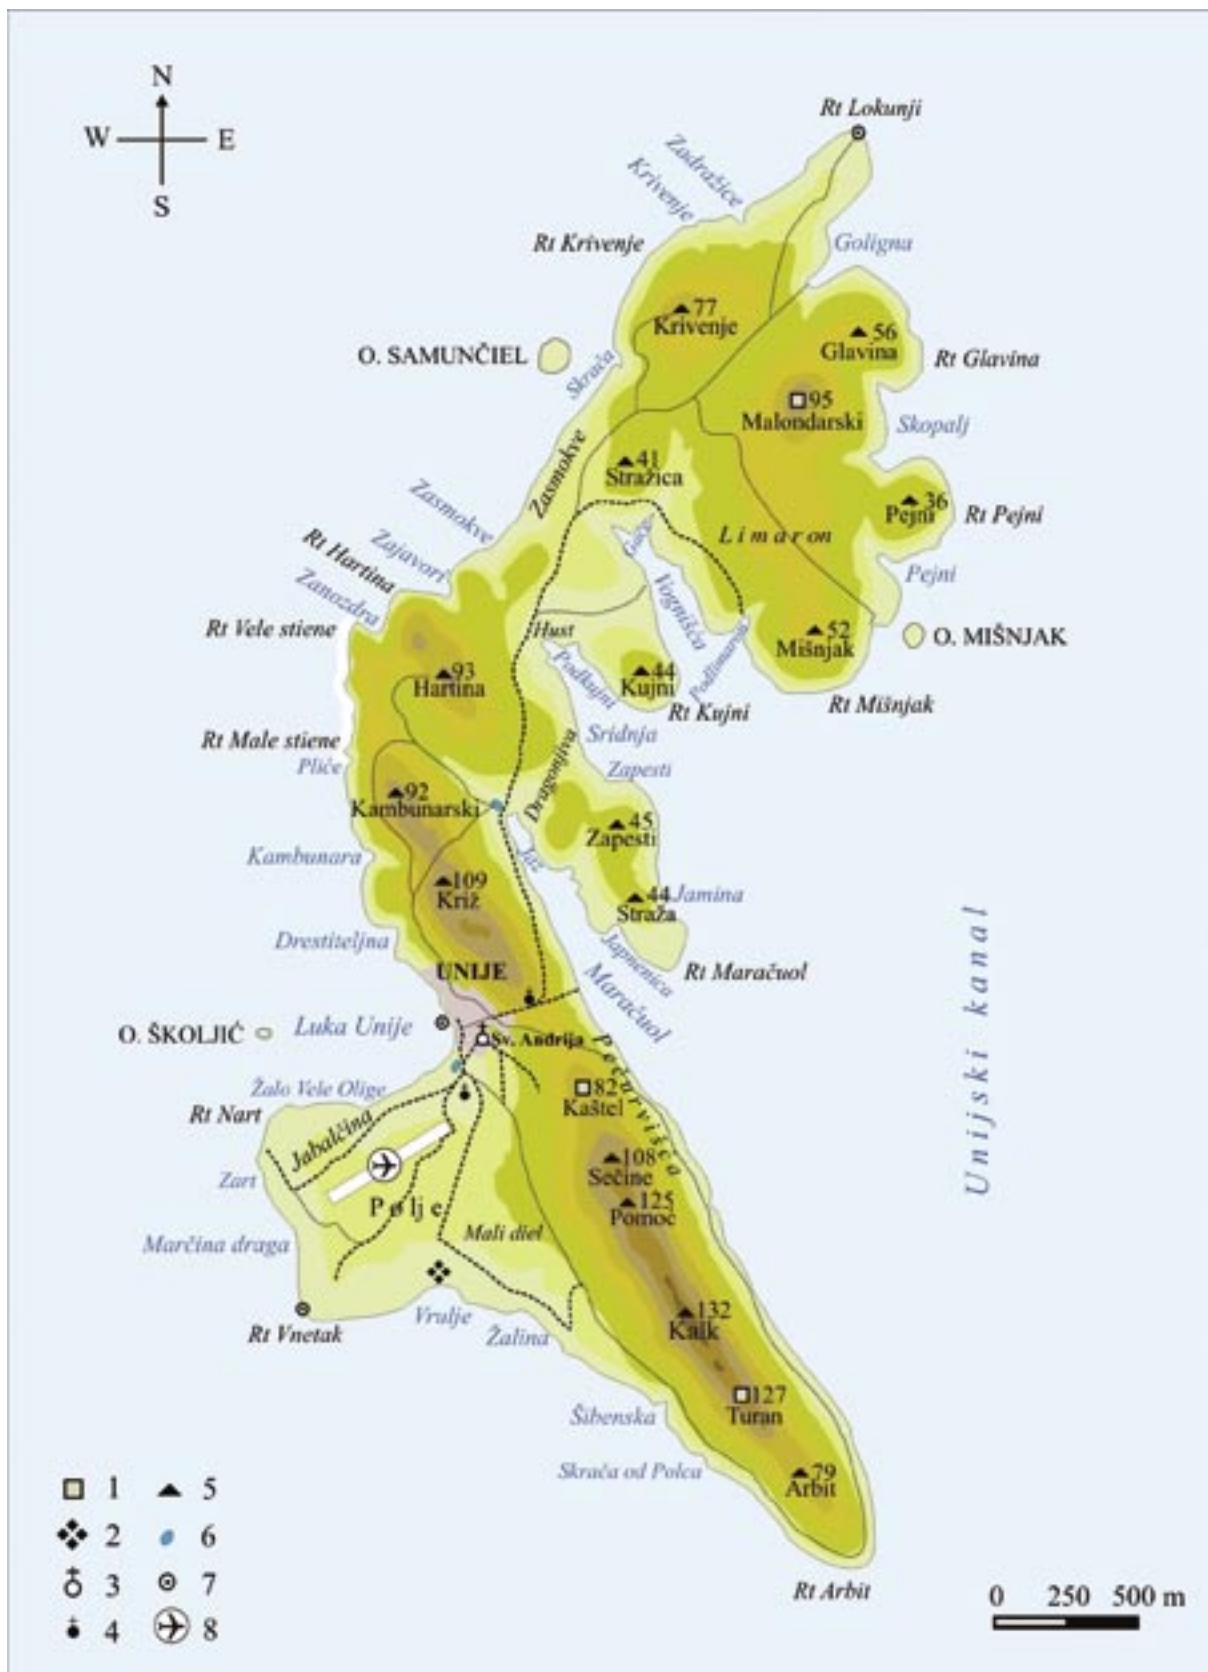 N
W E
S
Rt Lokunji
Zadražice
Krivenje
Rt Krivenje
Goligna
77
Krivenje
56
Glavina
Rt Glavina
O. SAMUNČIEL
Skrača
95
Malondarski
Skopalj
Zasmokve
41
Stražica
Zasmokve
36
Pejni
Rt Pejni
Limaron
Gače
Zajavori
Rt Hartina
Zanozdra
Pejni
Vognišća
Rt Vele stiene
Hust
52
Mišnjak
O. MIŠNJAK
Podkujni
Podlimaron
93
Hartina
44
Kujni
Rt Kujni
Rt Mišnjak
Rt Male stiene
Sridnja
Pliće
Dragonjiva
Zapesti
92
Kambunarski
45
Zapesti
Kambunara
Jaz
109
Križ
44
Straža
Jamina
Drestiteljna
Japnenica
UNIJE
Rt Maračuol
Maračuol
Unijski kanal
O. ŠKOLJIĆ
Luka Unije
Sv. Andrija
Pečurvišća
Žalo Vele Olige
82
Kaštel
Rt Nart
Jabalčina
108
Sečine
Zart
125
Pomoc
Polje
Mali diel
Marčina draga
132
Kalk
Vrulje
Rt Vnetak
Žalina
127
Turan
Šibenska
Skrača od Polca
79
Arbit
1 5
2 6
3 7
4 8
Rt Arbit
0 250 500 m